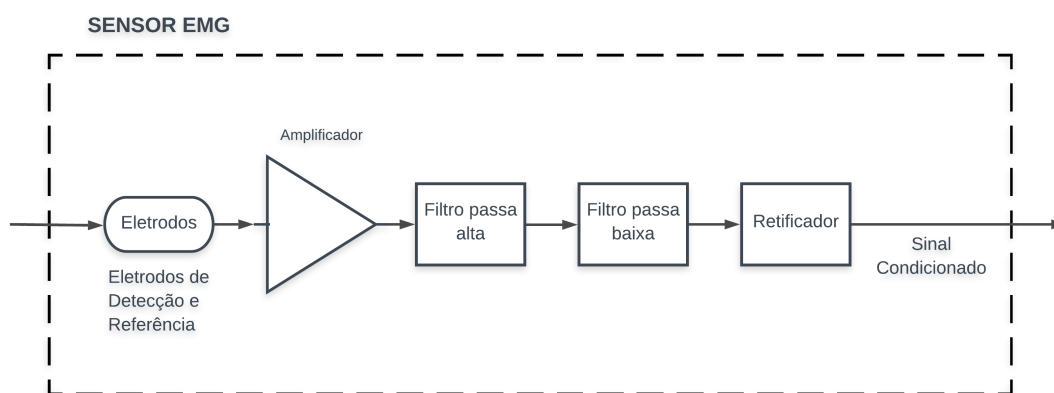 SENSOR EMG
Amplificador
Eletrodos
Filtro passa
alta
Filtro passa
baixa
Retificador
Sinal
Condicionado
Eletrodos de
Detecção e
Referência